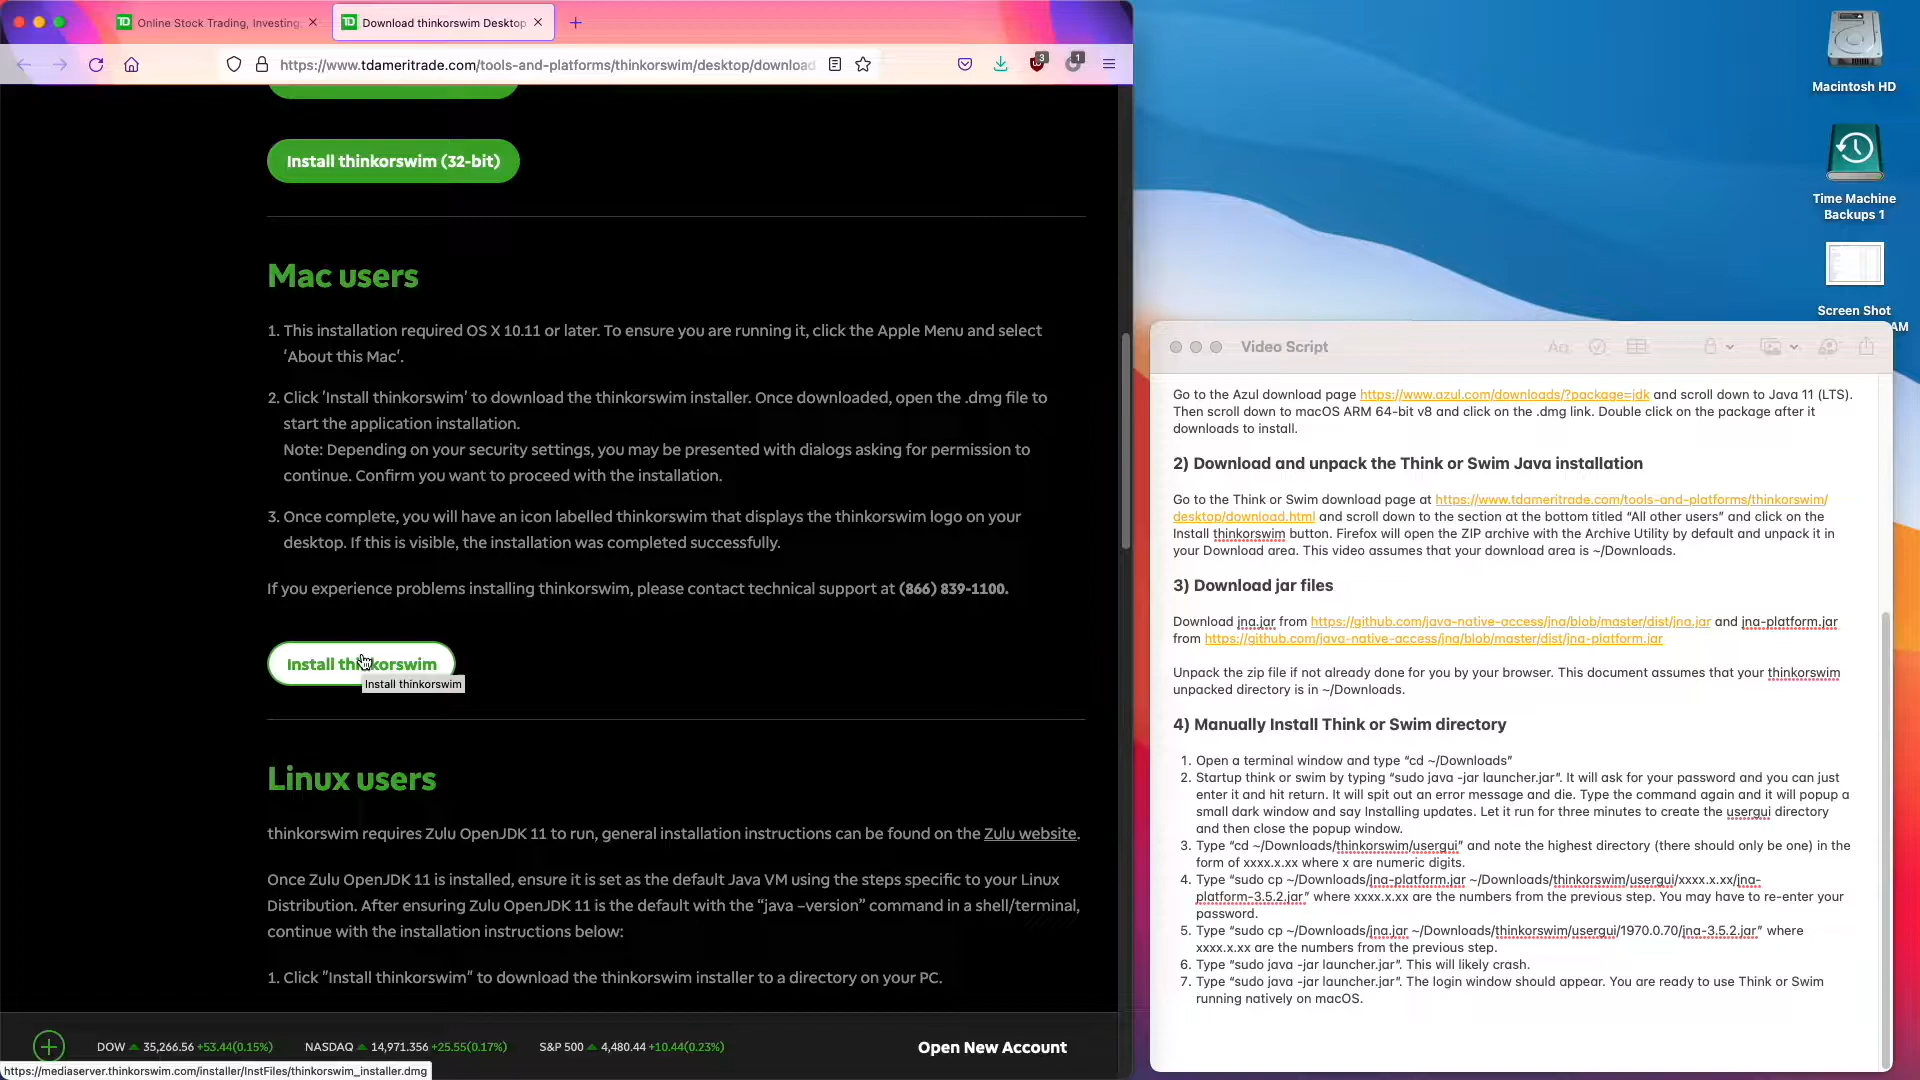 Online Stock Trading, Investing
Download thinkorswim Desktop
https://www.tdameritrade.com/tools-and-platforms/thinkorswim/desktop/download
3
1
Install thinkorswim (32-bit)
Mac users
1. This installation required OS X 10.11 or later. To ensure you are running it, click the Apple Menu and select
'About this Mac'.
2. Click 'Install thinkorswim' to download the thinkorswim installer. Once downloaded, open the .dmg file to
start the application installation.
Note: Depending on your security settings, you may be presented with dialogs asking for permission to
continue. Confirm you want to proceed with the installation.
3. Once complete, you will have an icon labelled thinkorswim that displays the thinkorswim logo on your
desktop. If this is visible, the installation was completed successfully.
If you experience problems installing thinkorswim, please contact technical support at (866) 839-1100.
Install thinkorswim
Install thinkorswim
Linux users
thinkorswim requires Zulu OpenJDK 11 to run, general installation instructions can be found on the Zulu website.
Once Zulu OpenJDK 11 is installed, ensure it is set as the default Java VM using the steps specific to your Linux
Distribution. After ensuring Zulu OpenJDK 11 is the default with the “java –version” command in a shell/terminal,
continue with the installation instructions below:
1. Click "Install thinkorswim" to download the thinkorswim installer to a directory on your PC.
DOW 35,266.56 +53.44(0.15%) NASDAQ 14,971.356 +25.55(0.17%) S&P 500 4,480.44 +10.44(0.23%)
Open New Account
https://mediaserver.thinkorswim.com/installer/InstFiles/thinkorswim_installer.dmg
Macintosh HD
Time Machine
Backups 1
Screen Shot
AM
Video Script
Go to the Azul download page https://www.azul.com/downloads/?package=jdk and scroll down to Java 11 (LTS).
Then scroll down to macOS ARM 64-bit v8 and click on the .dmg link. Double click on the package after it
downloads to install.
2) Download and unpack the Think or Swim Java installation
Go to the Think or Swim download page at https://www.tdameritrade.com/tools-and-platforms/thinkorswim/
desktop/download.html and scroll down to the section at the bottom titled “All other users” and click on the
Install thinkorswim button. Firefox will open the ZIP archive with the Archive Utility by default and unpack it in
your Download area. This video assumes that your download area is ~/Downloads.
3) Download jar files
Download jna.jar from https://github.com/java-native-access/jna/blob/master/dist/jna.jar and jna-platform.jar
from https://github.com/java-native-access/jna/blob/master/dist/jna-platform.jar
Unpack the zip file if not already done for you by your browser. This document assumes that your thinkorswim
unpacked directory is in ~/Downloads.
4) Manually Install Think or Swim directory
1. Open a terminal window and type “cd ~/Downloads”
2. Startup think or swim by typing “sudo java -jar launcher.jar”. It will ask for your password and you can just
enter it and hit return. It will spit out an error message and die. Type the command again and it will popup a
small dark window and say Installing updates. Let it run for three minutes to create the usergui directory
and then close the popup window.
3. Type “cd ~/Downloads/thinkorswim/usergui” and note the highest directory (there should only be one) in the
form of xxxx.x.xx where x are numeric digits.
4. Type “sudo cp ~/Downloads/jna-platform.jar ~/Downloads/thinkorswim/usergui/xxxx.x.xx/jna-
platform-3.5.2.jar” where xxxx.x.xx are the numbers from the previous step. You may have to re-enter your
password.
5. Type “sudo cp ~/Downloads/jna.jar ~/Downloads/thinkorswim/usergui/1970.0.70/jna-3.5.2.jar” where
xxxx.x.xx are the numbers from the previous step.
6. Type “sudo java -jar launcher.jar”. This will likely crash.
7. Type “sudo java -jar launcher.jar”. The login window should appear. You are ready to use Think or Swim
running natively on macOS.